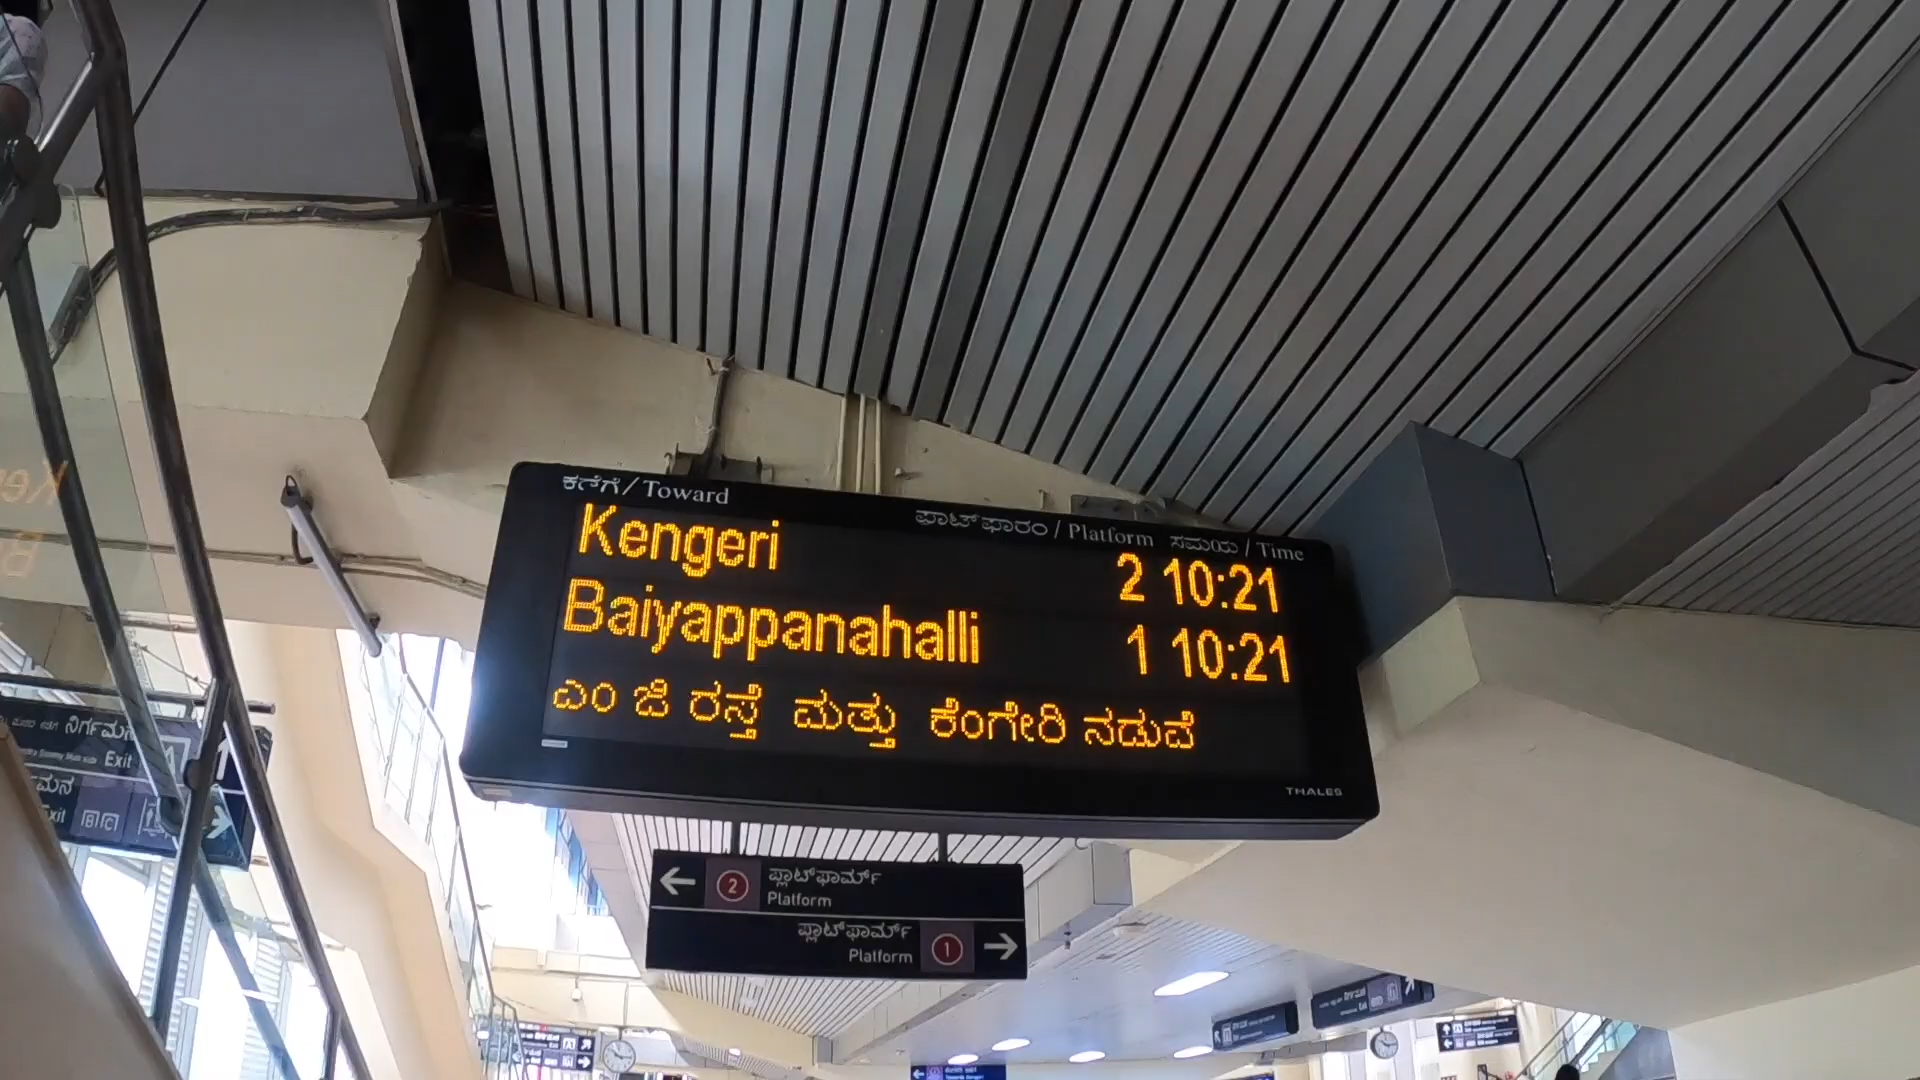 ಕಡೆಗೆ / Toward
ಪ್ಲಾಟ್‌ಫಾರಂ / Platform ಸಮಯ / Time
Kengeri 2 10:21
Baiyappanahalli 1 10:21
ಎಂ ಜಿ ರಸ್ತೆ ಮತ್ತು ಕೆಂಗೇರಿ ನಡುವೆ
THALES
ನಿರ್ಗಮನ
Exit
2 ಪ್ಲಾಟ್‌ಫಾರ್ಮ್
Platform
ಪ್ಲಾಟ್‌ಫಾರ್ಮ್
Platform 1